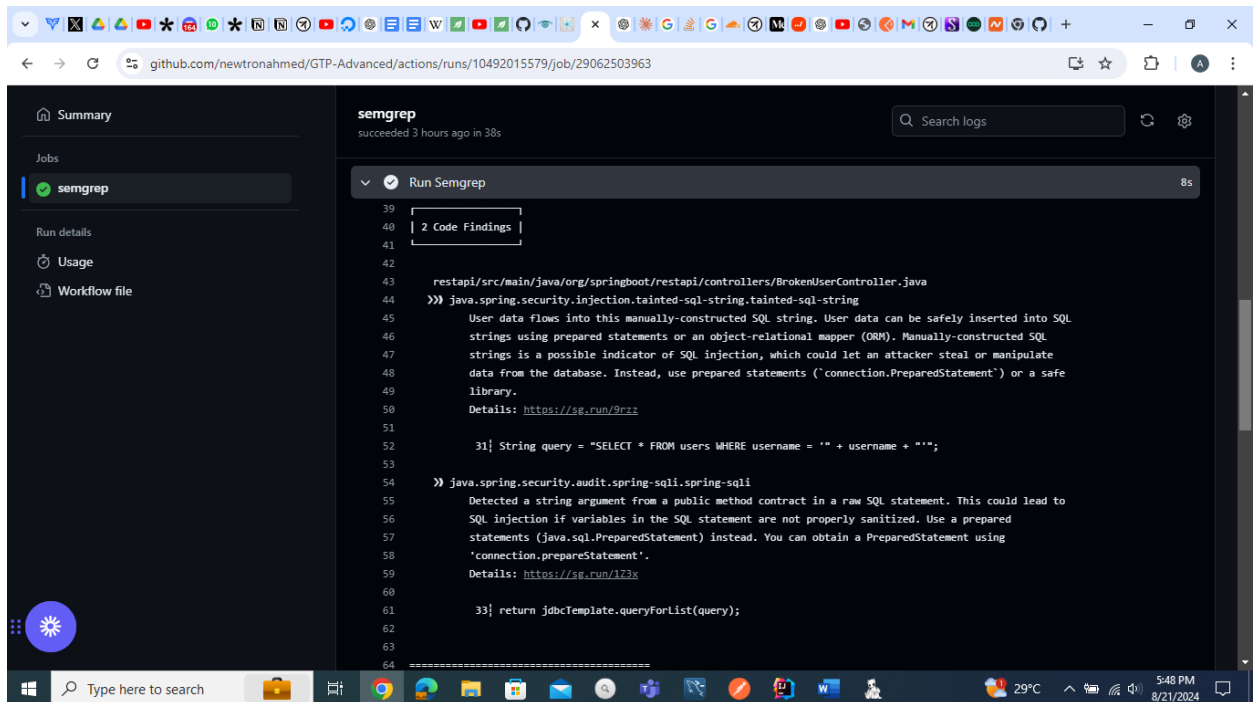 github.com/newtronahmed/GTP-Advanced/actions/runs/10492015579/job/29062503963
A
Summary
Jobs
semgrep
Run details
Usage
Workflow file
semgrep
succeeded 3 hours ago in 38s
Search logs
Run Semgrep
8s
39
40 2 Code Findings
41
42
43 restapi/src/main/java/org/springboot/restapi/controllers/BrokenUserController.java
44 ❯❯❱ java.spring.security.injection.tainted-sql-string.tainted-sql-string
45 User data flows into this manually-constructed SQL string. User data can be safely inserted into SQL
46 strings using prepared statements or an object-relational mapper (ORM). Manually-constructed SQL
47 strings is a possible indicator of SQL injection, which could let an attacker steal or manipulate
48 data from the database. Instead, use prepared statements (`connection.PreparedStatement`) or a safe
49 library.
50 Details: https://sg.run/9rzz
51
52 31┆ String query = "SELECT * FROM users WHERE username = '" + username + "'";
53
54 ❯❱ java.spring.security.audit.spring-sqli.spring-sqli
55 Detected a string argument from a public method contract in a raw SQL statement. This could lead to
56 SQL injection if variables in the SQL statement are not properly sanitized. Use a prepared
57 statements (java.sql.PreparedStatement) instead. You can obtain a PreparedStatement using
58 'connection.prepareStatement'.
59 Details: https://sg.run/1Z3x
60
61 33┆ return jdbcTemplate.queryForList(query);
62
63
64 ========================================
Type here to search
29°C
5:48 PM
8/21/2024